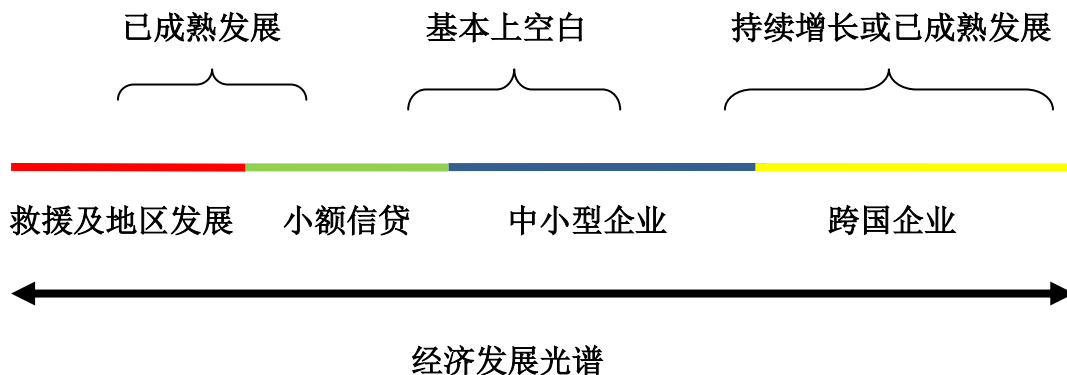 已成熟发展 基本上空白 持续增长或已成熟发展
救援及地区发展 小额信贷 中小型企业 跨国企业
经济发展光谱